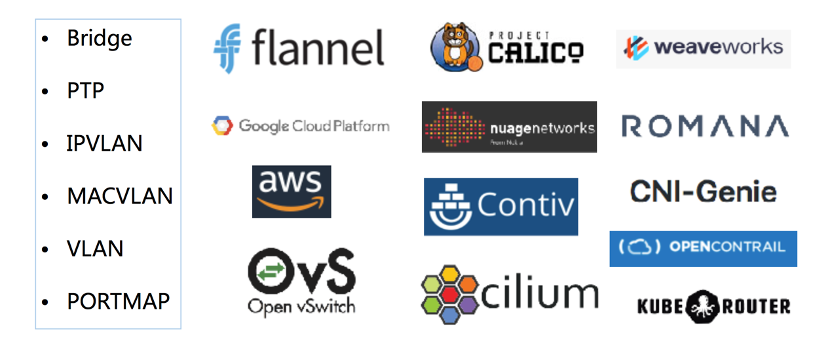 • Bridge
• PTP
• IPVLAN
• MACVLAN
• VLAN
• PORTMAP
flannel
PROJECT
CALICO
weaveworks
Google Cloud Platform
nuagenetworks
From Nokia
ROMANA
aws
Contiv
CNI-Genie
OPENCONTRAIL
OvS
Open vSwitch
cilium
KUBE ROUTER